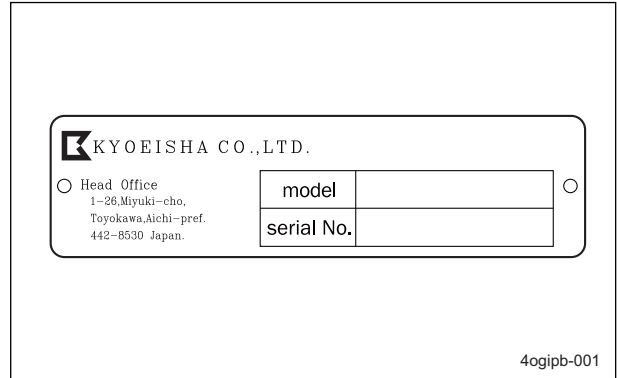 KYOEISHA CO.,LTD.
Head Office
1-26,Miyuki-cho,
Toyokawa,Aichi-pref.
442-8530 Japan.
model
serial No.
4ogipb-001